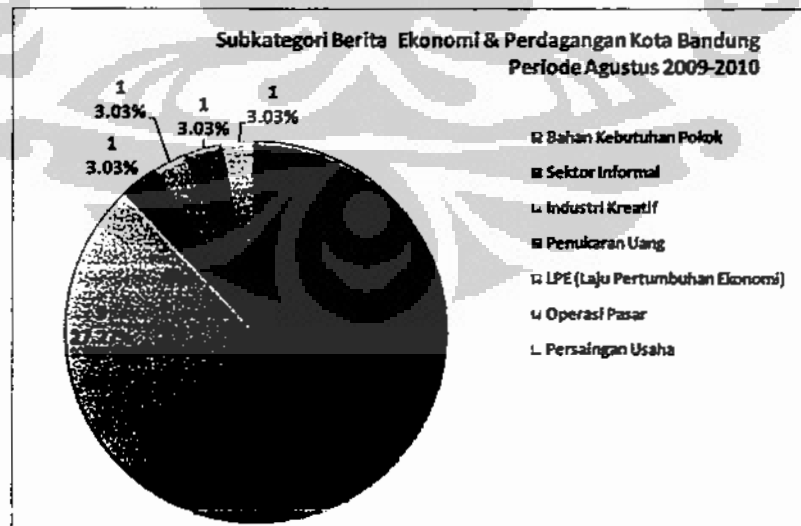 Subkategori Berita Ekonomi & Perdagangan Kota Bandung
Periode Agustus 2009-2010
1
3.03%
1
3.03%
1
3.03%
1
3.03%
Bahan Kebutuhan Pokok
Sektor Informal
Industri Kreatif
Penukaran Uang
LPE (Laju Pertumbuhan Ekonomi)
Operasi Pasar
Persaingan Usaha